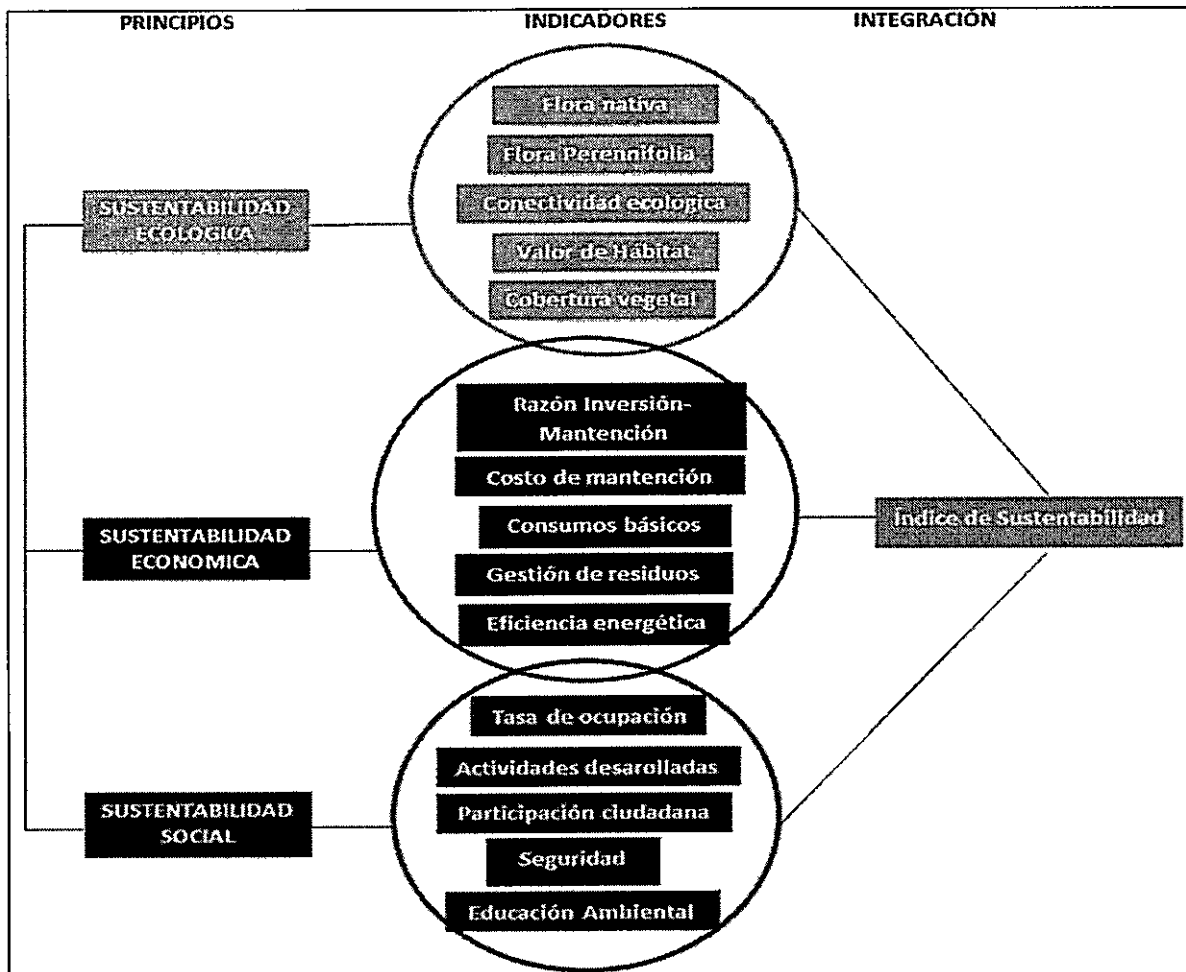 PRINCIPIOS
INDICADORES
INTEGRACIÓN
SUSTENTABILIDAD
ECOLOGICA
Flora nativa
Flora Perennifolia
Conectividad ecologica
Valor de Hábitat
Cobertura vegetal
SUSTENTABILIDAD
ECONOMICA
Razón Inversión-
Mantención
Costo de mantención
Consumos básicos
Gestión de residuos
Eficiencia energética
SUSTENTABILIDAD
SOCIAL
Tasa de ocupación
Actividades desarolladas
Participación ciudadana
Seguridad
Educación Ambiental
Índice de Sustentabilidad